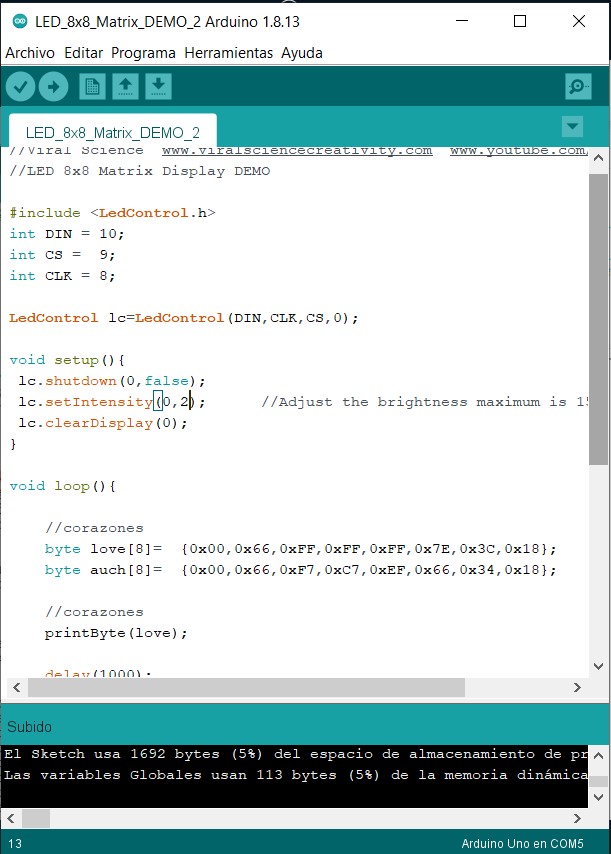 LED_8x8_Matrix_DEMO_2 Arduino 1.8.13
Archivo Editar Programa Herramientas Ayuda
LED_8x8_Matrix_DEMO_2
//Viral Science www.viralsciencecreativity.com www.youtube.com/
//LED 8x8 Matrix Display DEMO
#include <LedControl.h>
int DIN = 10;
int CS =  9;
int CLK = 8;
LedControl lc=LedControl(DIN,CLK,CS,0);
void setup(){
 lc.shutdown(0,false);
 lc.setIntensity(0,2);       //Adjust the brightness maximum is 15
 lc.clearDisplay(0);
}
void loop(){
    //corazones
    byte love[8]=  {0x00,0x66,0xFF,0xFF,0xFF,0x7E,0x3C,0x18};
    byte auch[8]=  {0x00,0x66,0xF7,0xC7,0xEF,0x66,0x34,0x18};
    //corazones
    printByte(love);
    delay(1000);
Subido
El Sketch usa 1692 bytes (5%) del espacio de almacenamiento de pr
Las variables Globales usan 113 bytes (5%) de la memoria dinámica
13
Arduino Uno en COM5